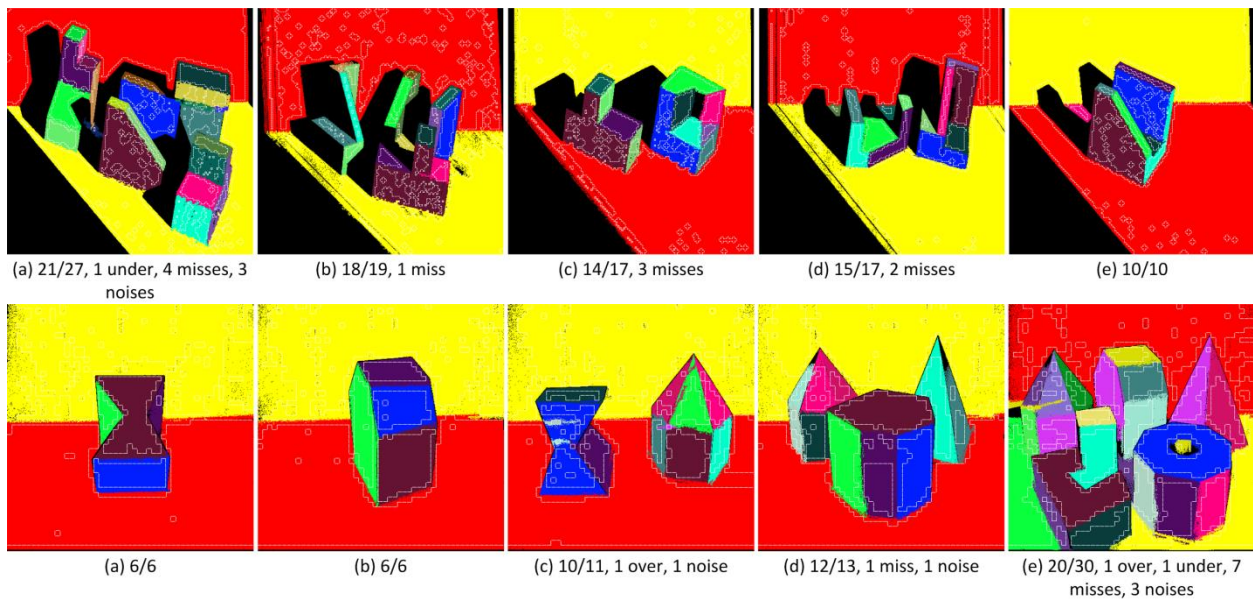 (a) 21/27, 1 under, 4 misses, 3
noises
(b) 18/19, 1 miss
(c) 14/17, 3 misses
(d) 15/17, 2 misses
(e) 10/10
(a) 6/6
(b) 6/6
(c) 10/11, 1 over, 1 noise
(d) 12/13, 1 miss, 1 noise
(e) 20/30, 1 over, 1 under, 7
misses, 3 noises